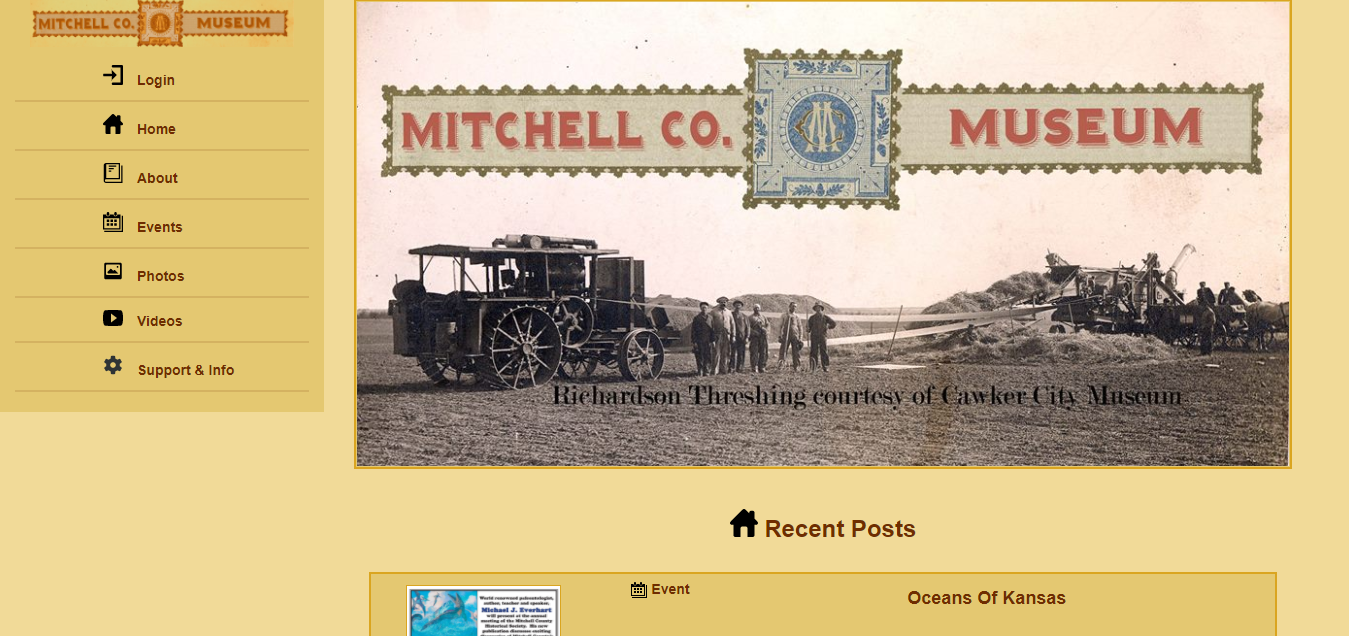 MITCHELL CO. MUSEUM
Login
Home
About
Events
Photos
Videos
Support & Info
MITCHELL CO. MUSEUM
Richardson Threshing courtesy of Cawker City Museum
Recent Posts
World renowned paleontologist,
author, teacher and speaker,
Michael J. Everhart
will present at the annual
meeting of the Mitchell County
Historical Society. His new
publication discusses exciting
Event
Oceans Of Kansas